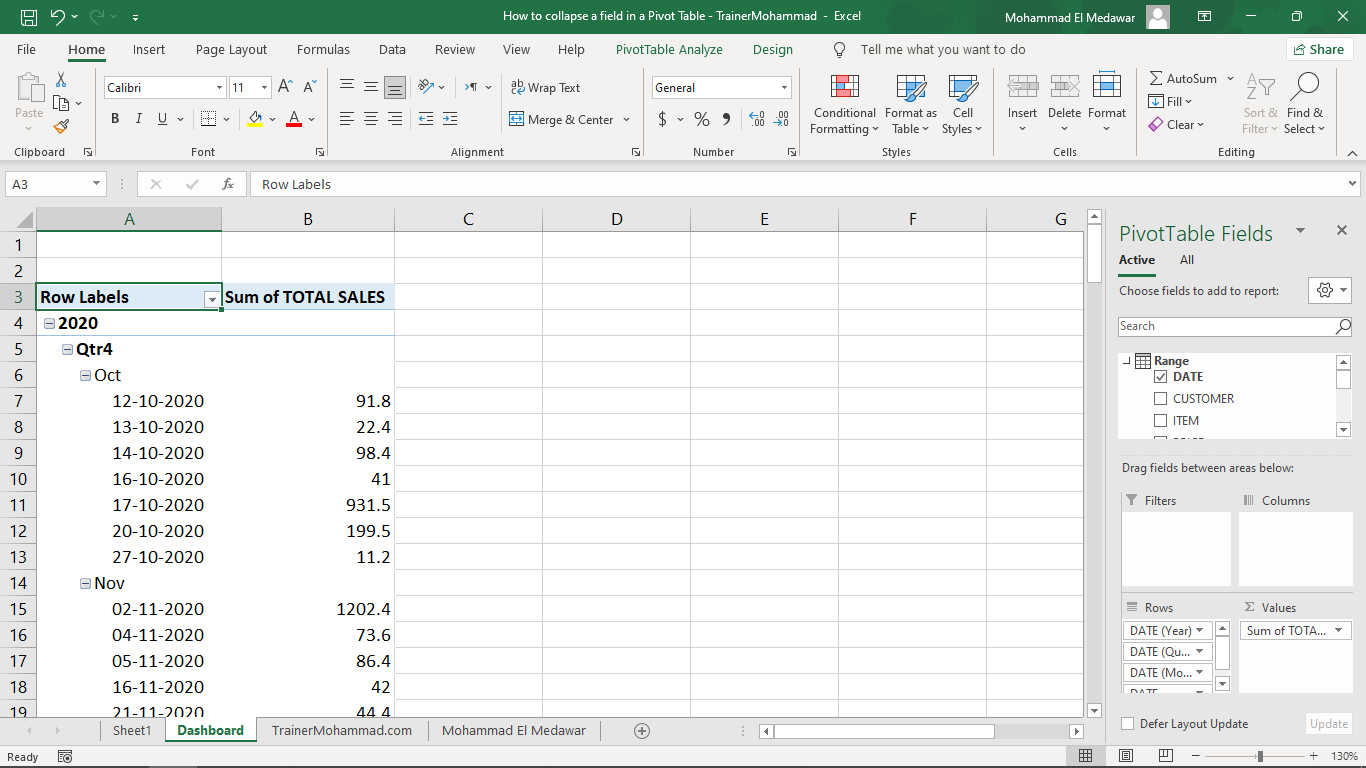 How to collapse a field in a Pivot Table - TrainerMohammad - Excel
Mohammad El Medawar
File Home Insert Page Layout Formulas Data Review View Help PivotTable Analyze Design Tell me what you want to do Share
Paste
Clipboard
Calibri 11
B I U
Font
Wrap Text
Merge & Center
Alignment
General
$ % ,
Number
Conditional Formatting
Format as Table
Cell Styles
Styles
Insert Delete Format
Cells
AutoSum
Fill
Clear
Sort & Filter
Find & Select
Editing
A3 fx Row Labels
A B C D E F G
1
2
3 Row Labels Sum of TOTAL SALES
4 2020
5 Qtr4
6 Oct
7 12-10-2020 91.8
8 13-10-2020 22.4
9 14-10-2020 98.4
10 16-10-2020 41
11 17-10-2020 931.5
12 20-10-2020 199.5
13 27-10-2020 11.2
14 Nov
15 02-11-2020 1202.4
16 04-11-2020 73.6
17 05-11-2020 86.4
18 16-11-2020 42
19 21-11-2020 44.4
PivotTable Fields
Active All
Choose fields to add to report:
Search
Range
DATE
CUSTOMER
ITEM
Drag fields between areas below:
Filters Columns
Rows Values
DATE (Year) Sum of TOTA...
DATE (Qu...
DATE (Mo...
DATE
Defer Layout Update Update
Sheet1 Dashboard TrainerMohammad.com Mohammad El Medawar
Ready 130%